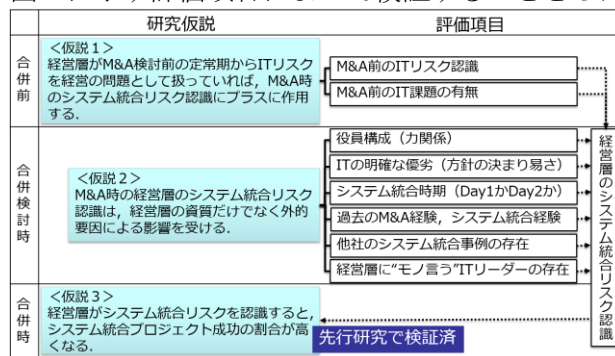 研究仮説
評価項目
合併前
<仮説1>
経営層がM&A検討前の定常期からITリスク
を経営の問題として扱っていれば，M&A時
のシステム統合リスク認識にプラスに作用
する．
M&A前のITリスク認識
M&A前のIT課題の有無
合併検討時
<仮説2>
M&A時の経営層のシステム統合リスク
認識は，経営層の資質だけでなく外的
要因による影響を受ける．
役員構成（力関係）
ITの明確な優劣（方針の決まり易さ）
システム統合時期（Day1かDay2か）
過去のM&A経験，システム統合経験
他社のシステム統合事例の存在
経営層に“モノ言う”ITリーダーの存在
経営層のシステム統合リスク認識
合併時
<仮説3>
経営層がシステム統合リスクを認識すると，
システム統合プロジェクト成功の割合が高
くなる．
先行研究で検証済